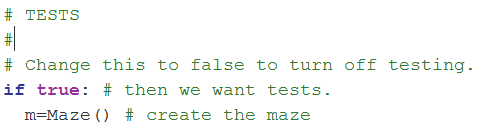 # TESTS
#
# Change this to false to turn off testing.
if true: # then we want tests.
  m=Maze() # create the maze